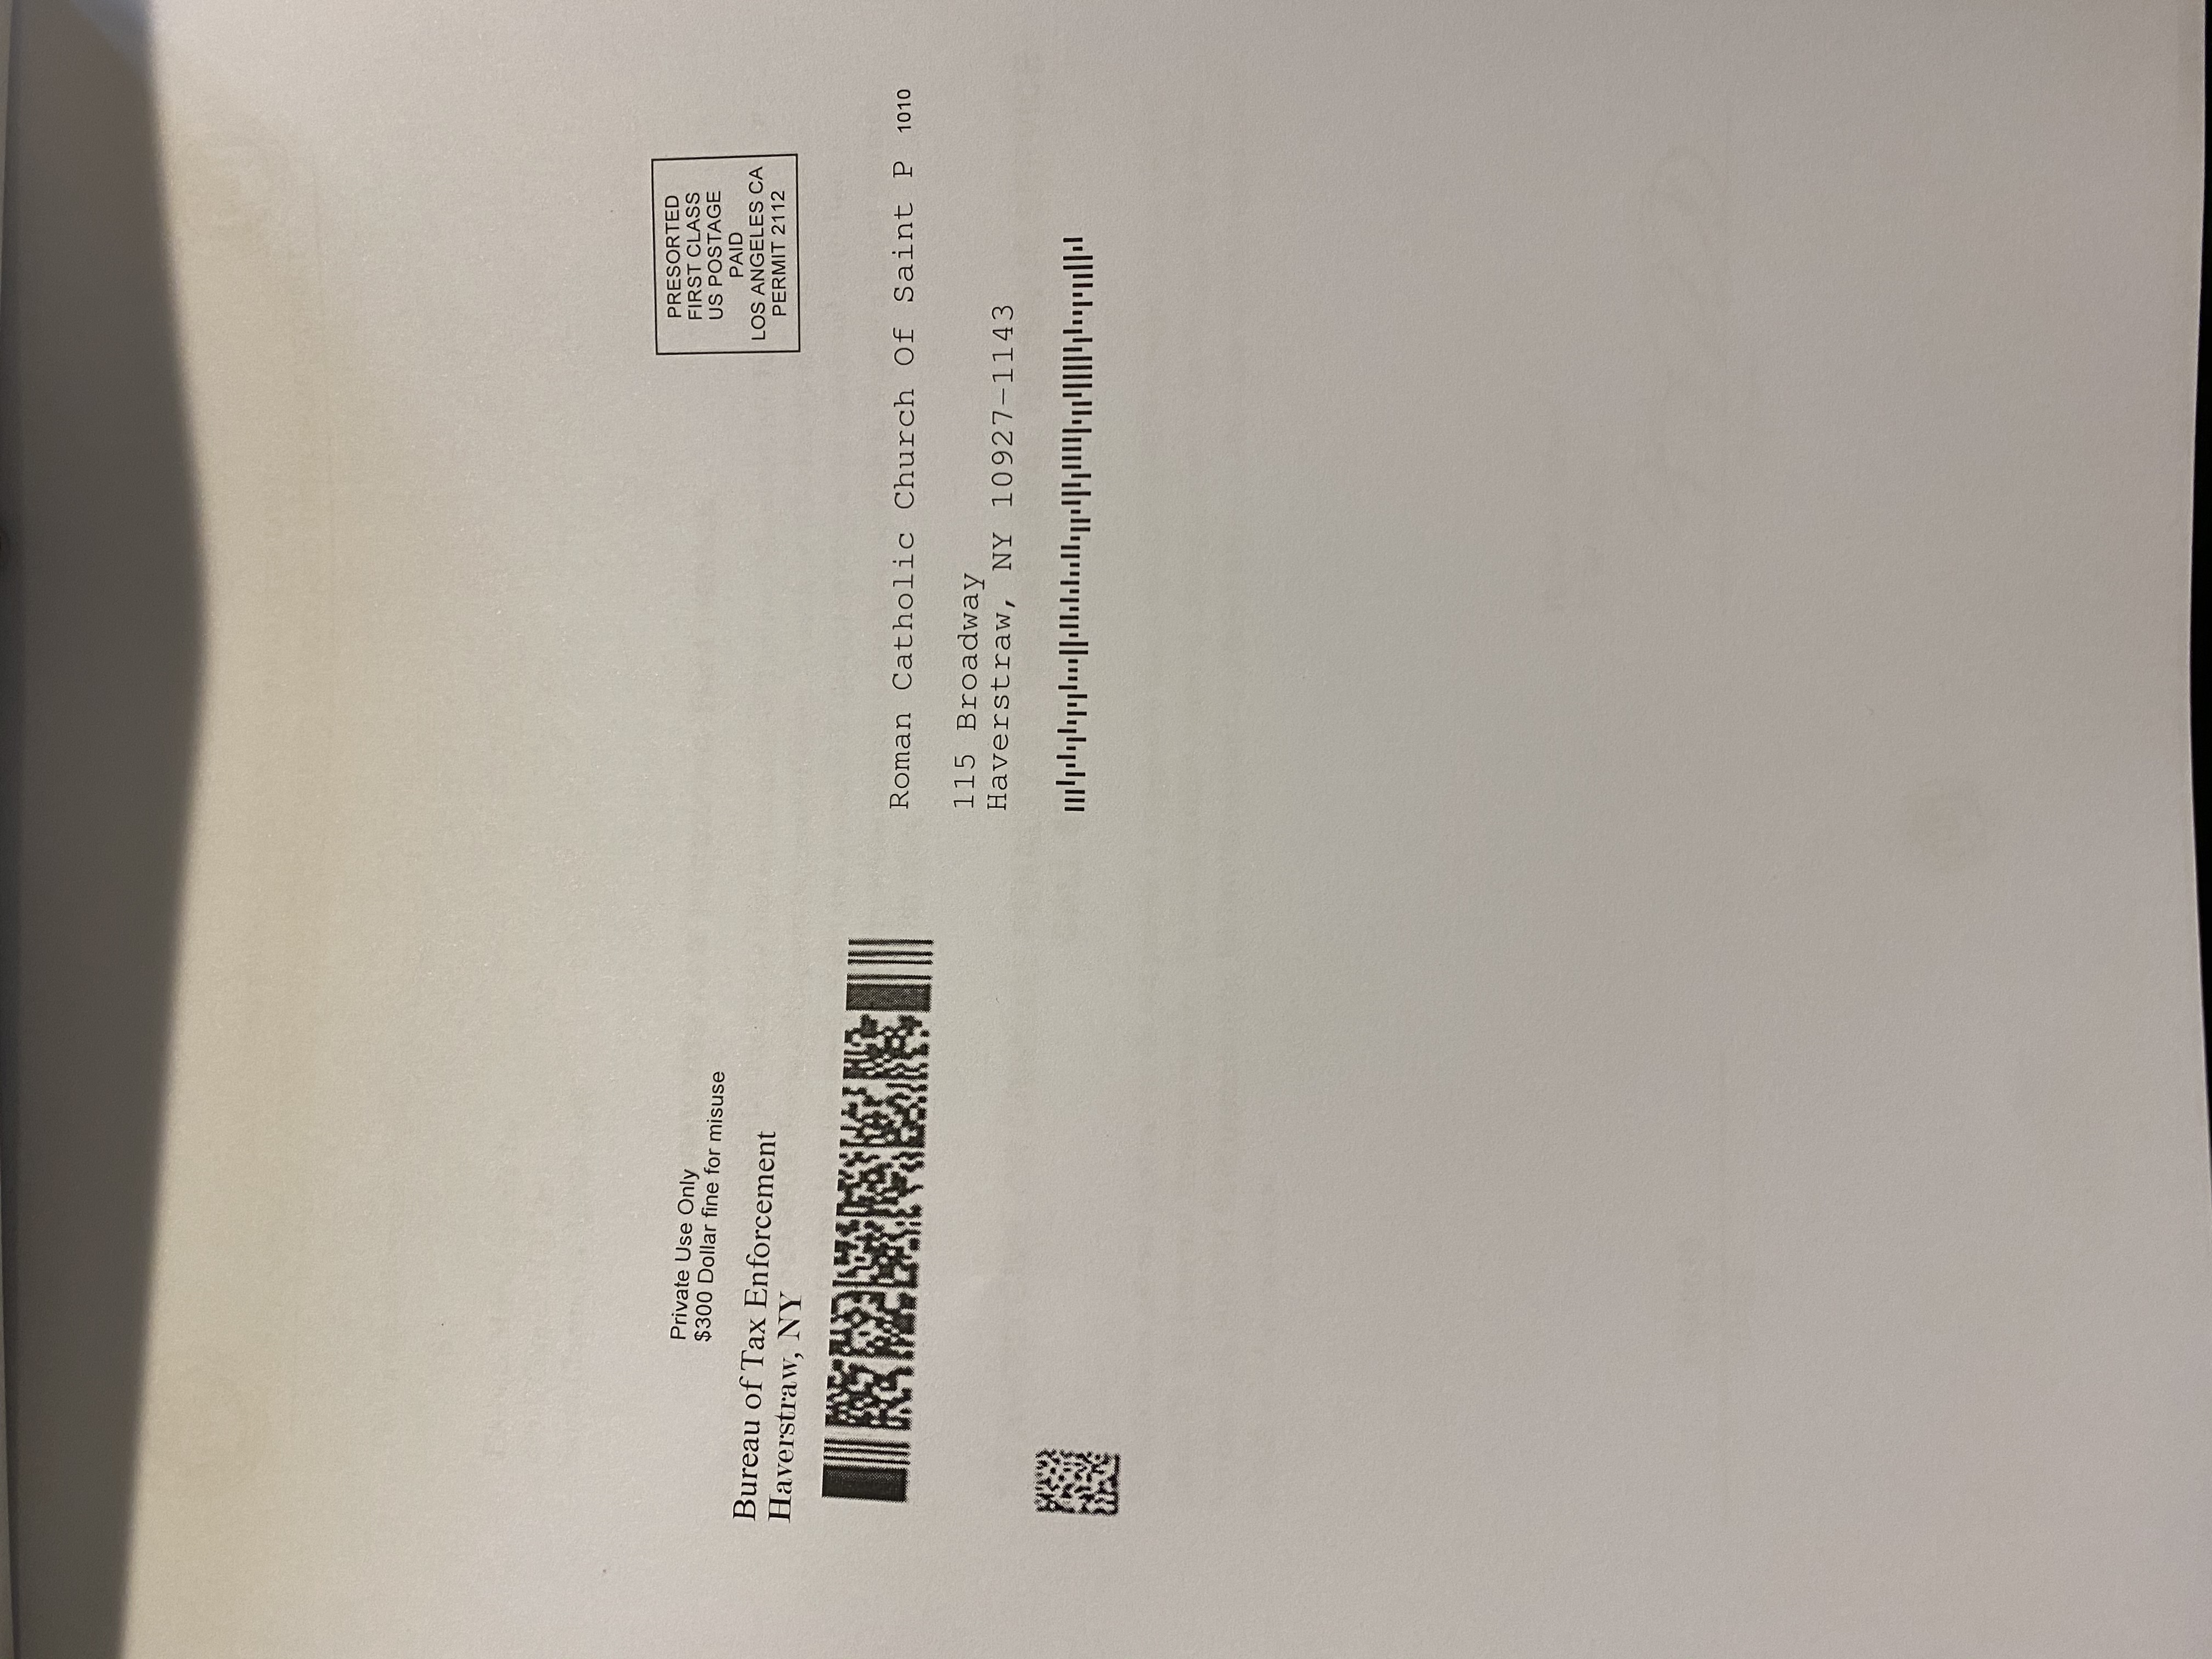 Private Use Only
$300 Dollar fine for misuse
Bureau of Tax Enforcement
Haverstraw, NY
PRESORTED
FIRST CLASS
US POSTAGE
PAID
LOS ANGELES CA
PERMIT 2112
Roman Catholic Church Of Saint P 1010
115 Broadway
Haverstraw, NY 10927-1143